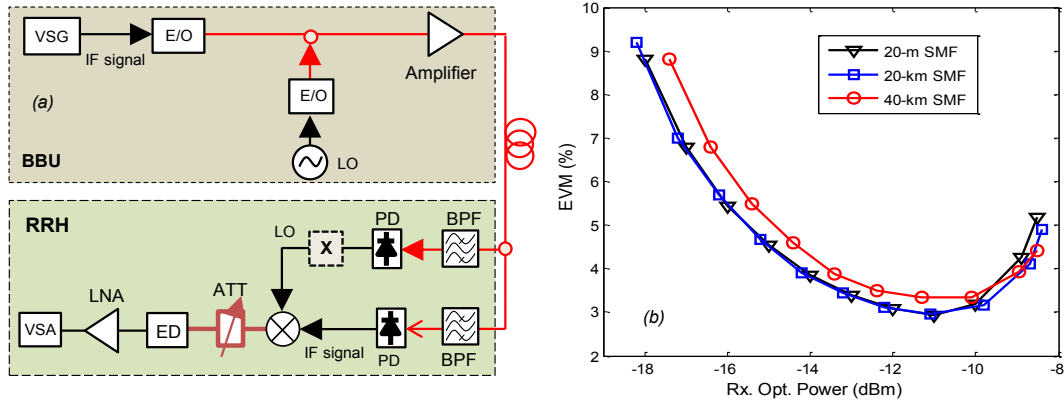 VSG
E/O
IF signal
Amplifier
(a)
E/O
LO
BBU
RRH
LO
X
PD
BPF
LNA
ATT
VSA
ED
IF signal
PD
BPF
10
9
8
7
6
5
4
3
2
EVM (%)
20-m SMF
20-km SMF
40-km SMF
(b)
-18
-16
-14
-12
-10
-8
Rx. Opt. Power (dBm)